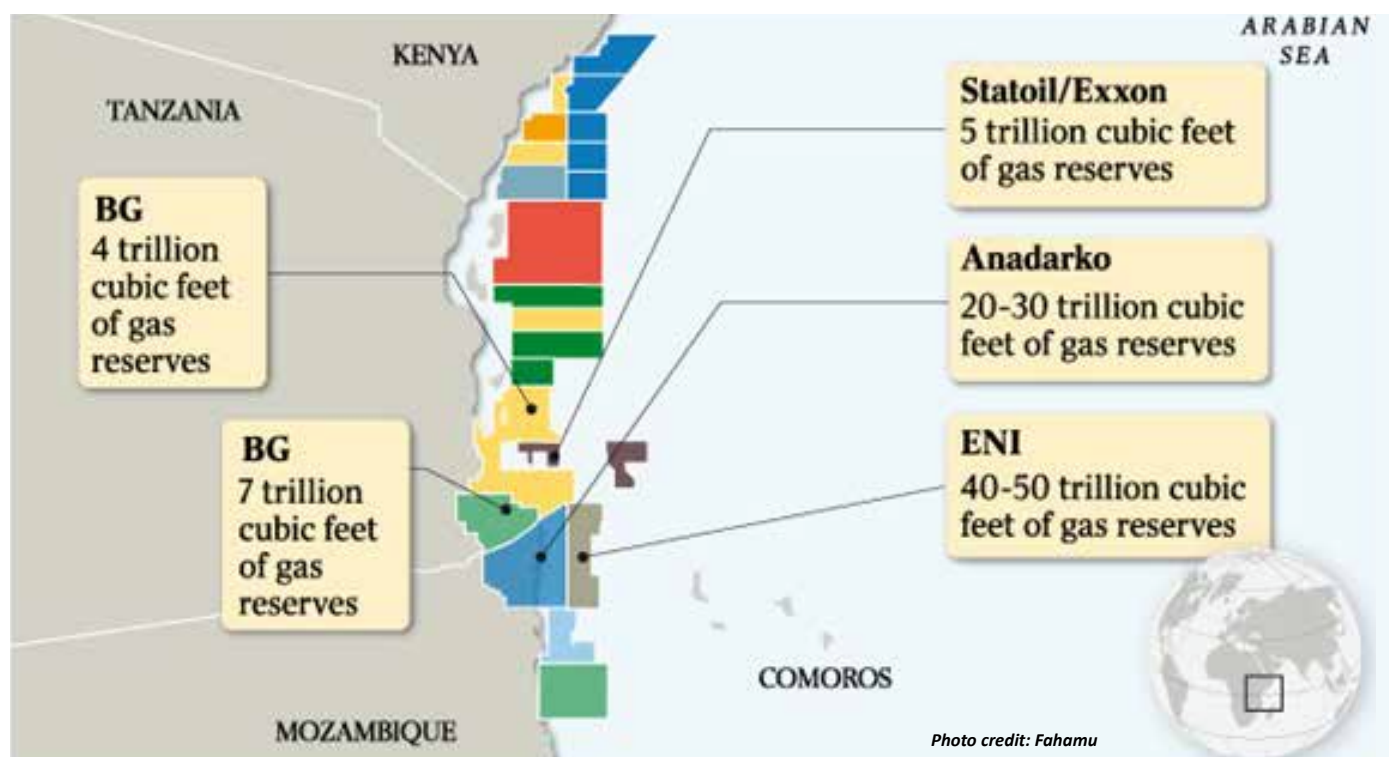 ARABIAN
SEA
KENYA
TANZANIA
Statoil/Exxon
5 trillion cubic feet
of gas reserves
BG
4 trillion
cubic feet
of gas
reserves
Anadarko
20-30 trillion cubic
feet of gas reserves
BG
7 trillion
cubic feet
of gas
reserves
ENI
40-50 trillion cubic
feet of gas reserves
COMOROS
MOZAMBIQUE
Photo credit: Fahamu